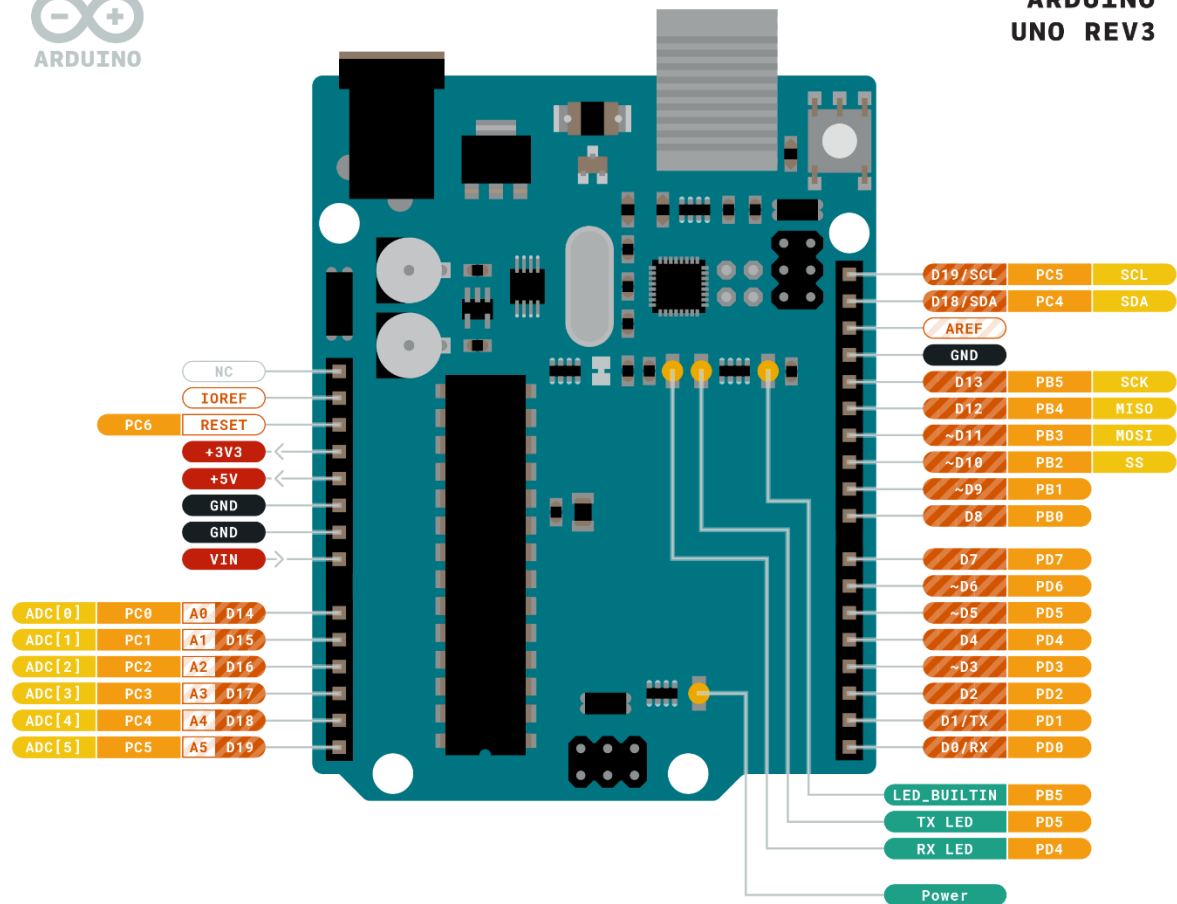 ARDUINO
ARDUINO
UNO REV3
NC
IOREF
PC6 RESET
+3V3
+5V
GND
GND
VIN
ADC[0] PC0 A0 D14
ADC[1] PC1 A1 D15
ADC[2] PC2 A2 D16
ADC[3] PC3 A3 D17
ADC[4] PC4 A4 D18
ADC[5] PC5 A5 D19
D19/SCL PC5 SCL
D18/SDA PC4 SDA
AREF
GND
D13 PB5 SCK
D12 PB4 MISO
~D11 PB3 MOSI
~D10 PB2 SS
~D9 PB1
D8 PB0
D7 PD7
~D6 PD6
~D5 PD5
D4 PD4
~D3 PD3
D2 PD2
D1/TX PD1
D0/RX PD0
LED_BUILTIN PB5
TX LED PD5
RX LED PD4
Power